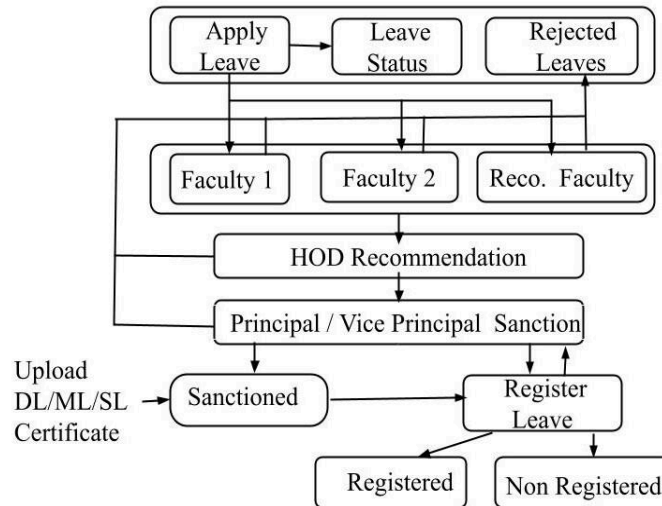 Apply
Leave
Leave
Status
Rejected
Leaves
Faculty 1
Faculty 2
Reco. Faculty
HOD Recommendation
Principal / Vice Principal Sanction
Upload
DL/ML/SL
Certificate
Sanctioned
Register
Leave
Registered
Non Registered